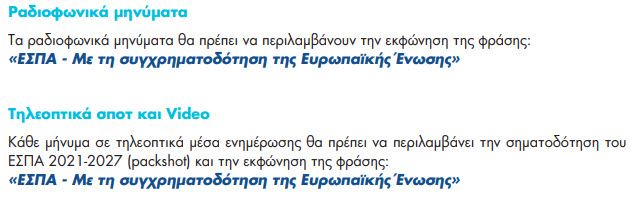 Ραδιοφωνικά μηνύματα
Τα ραδιοφωνικά μηνύματα θα πρέπει να περιλαμβάνουν την εκφώνηση της φράσης:
«ΕΣΠΑ - Με τη συγχρηματοδότηση της Ευρωπαϊκής Ένωσης»
Τηλεοπτικά σποτ και Video
Κάθε μήνυμα σε τηλεοπτικά μέσα ενημέρωσης θα πρέπει να περιλαμβάνει την σηματοδότηση του
ΕΣΠΑ 2021-2027 (packshot) και την εκφώνηση της φράσης:
«ΕΣΠΑ - Με τη συγχρηματοδότηση της Ευρωπαϊκής Ένωσης»